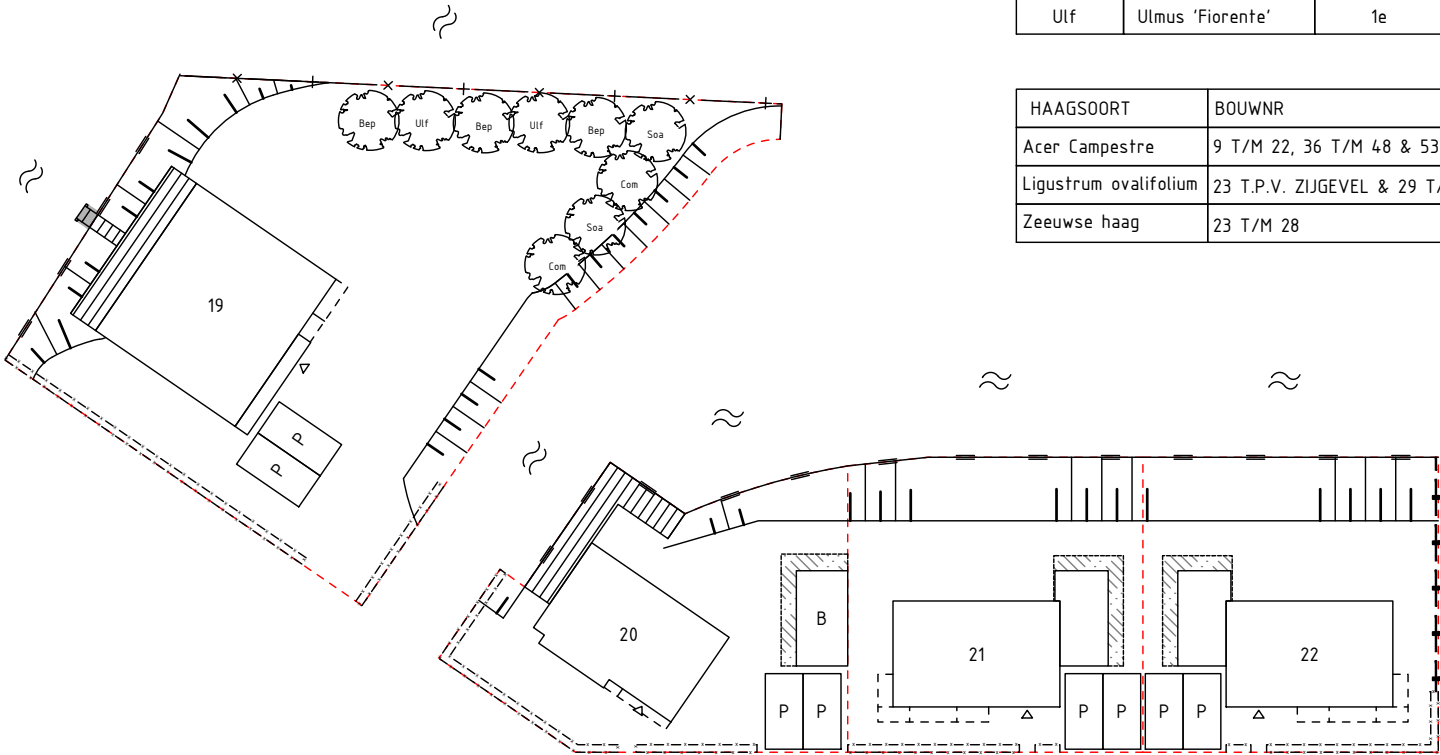 Ulf Ulmus 'Fiorente' 1e
HAAGSOORT BOUWNR
Acer Campestre 9 T/M 22, 36 T/M 48 & 53
Ligustrum ovalifolium 23 T.P.V. ZIJGEVEL & 29 T/
Zeeuwse haag 23 T/M 28
Bep Ulf Bep Ulf Bep Soa
Com
Soa
Com
19
P
P
20
B
21
22
P P
P P P P